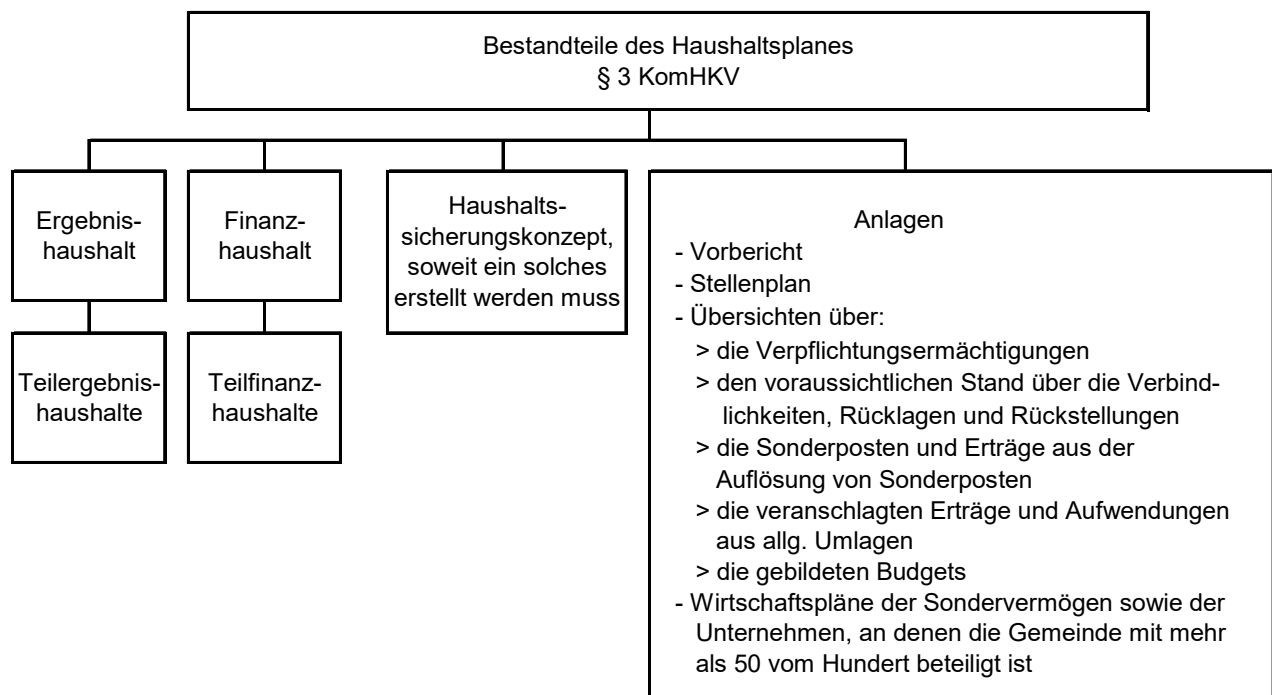 Bestandteile des Haushaltsplanes
§ 3 KomHKV
Ergebnis-
haushalt
Finanz-
haushalt
Haushalts-
sicherungskonzept,
soweit ein solches
erstellt werden muss
Teilergebnis-
haushalte
Teilfinanz-
haushalte
Anlagen
- Vorbericht
- Stellenplan
- Übersichten über:
> die Verpflichtungsermächtigungen
> den voraussichtlichen Stand über die Verbind-
lichkeiten, Rücklagen und Rückstellungen
> die Sonderposten und Erträge aus der
Auflösung von Sonderposten
> die veranschlagten Erträge und Aufwendungen
aus allg. Umlagen
> die gebildeten Budgets
- Wirtschaftspläne der Sondervermögen sowie der
Unternehmen, an denen die Gemeinde mit mehr
als 50 vom Hundert beteiligt ist